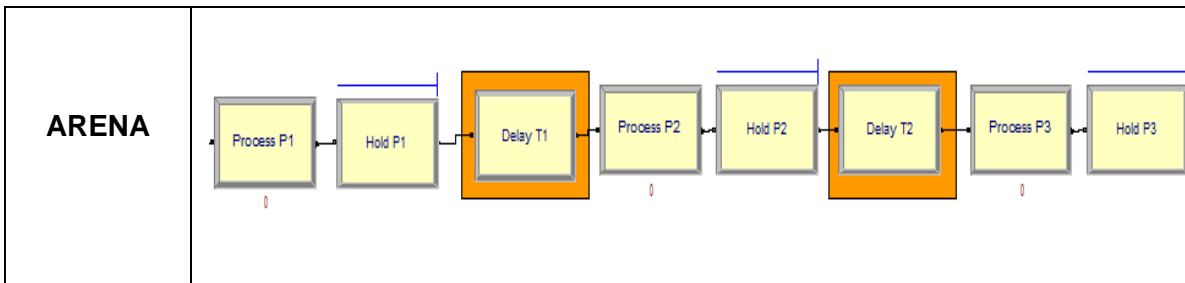 ARENA
Process P1
Hold P1
Delay T1
Process P2
Hold P2
Delay T2
Process P3
Hold P3
0
0
0